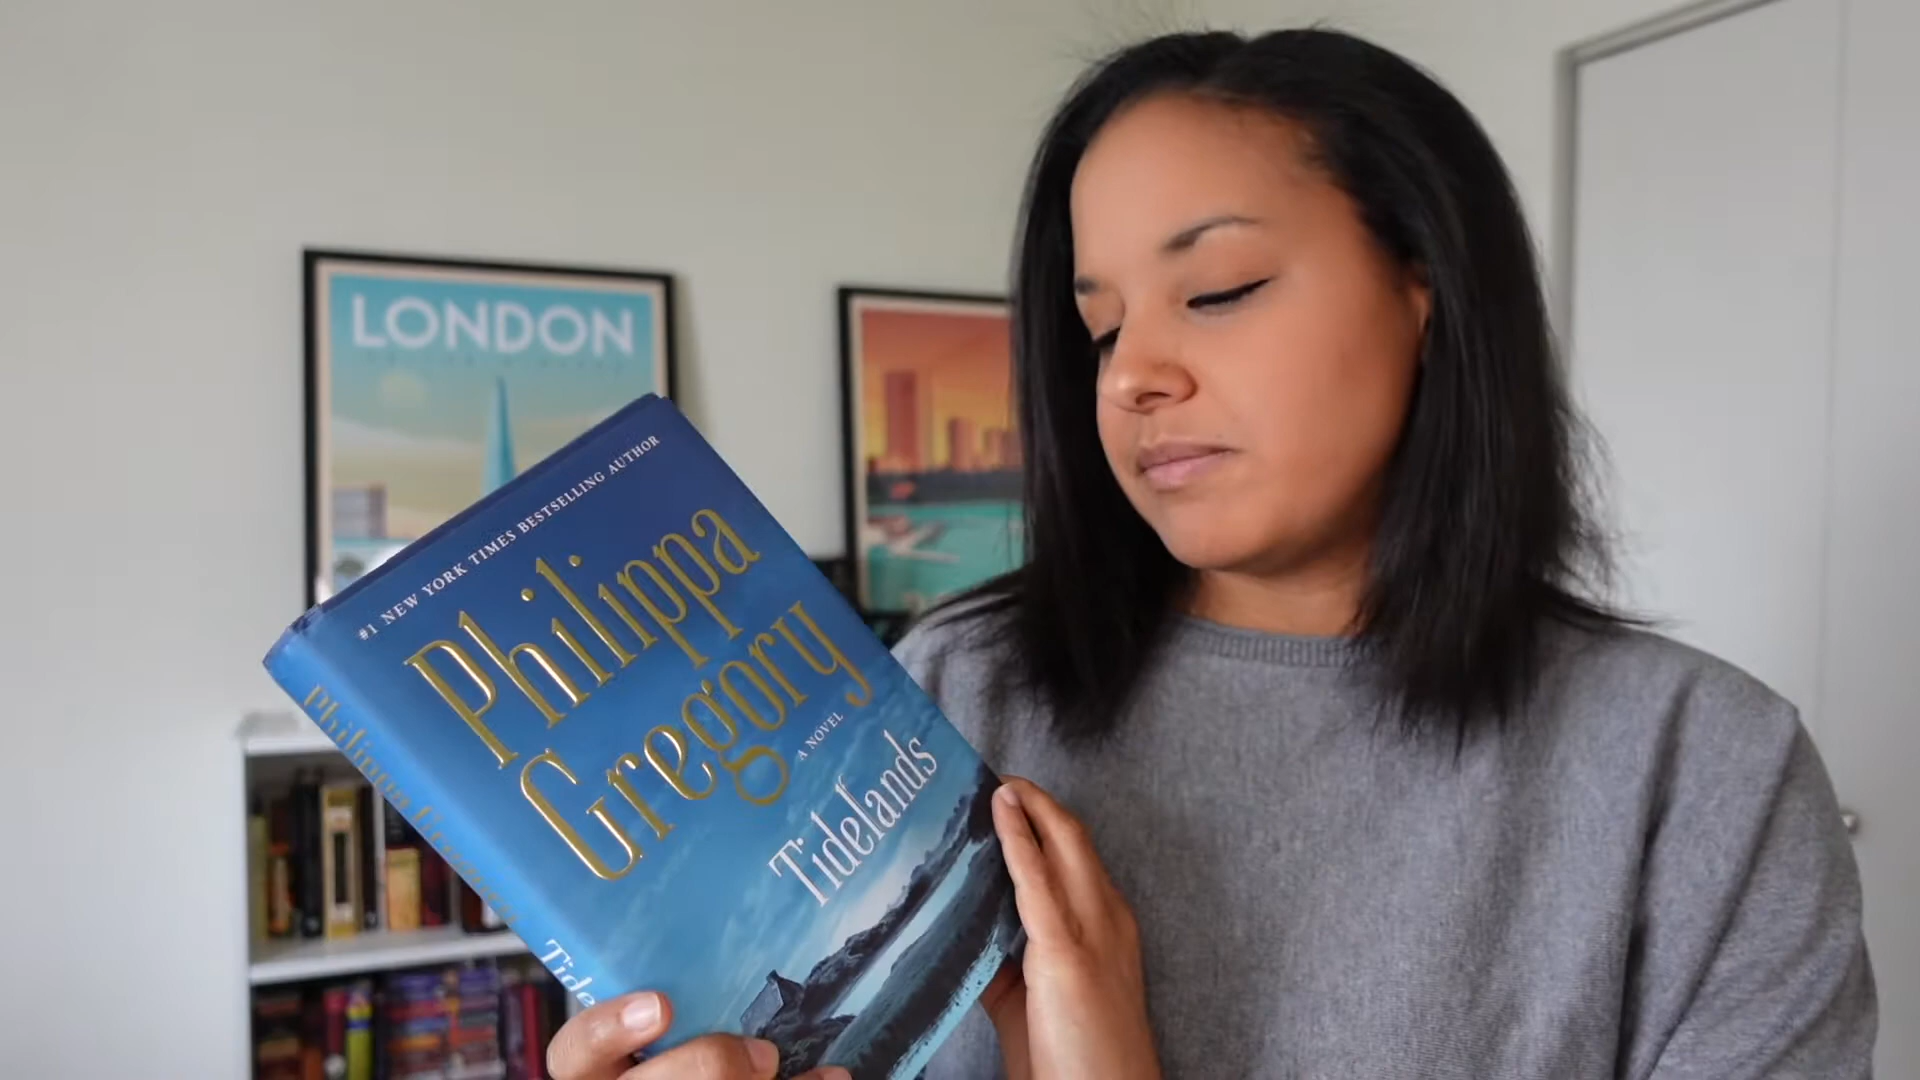 LONDON
#1 NEW YORK TIMES BESTSELLING AUTHOR
Philippa
Gregory
A NOVEL
Tidelands
Philippa Gregory
Tide